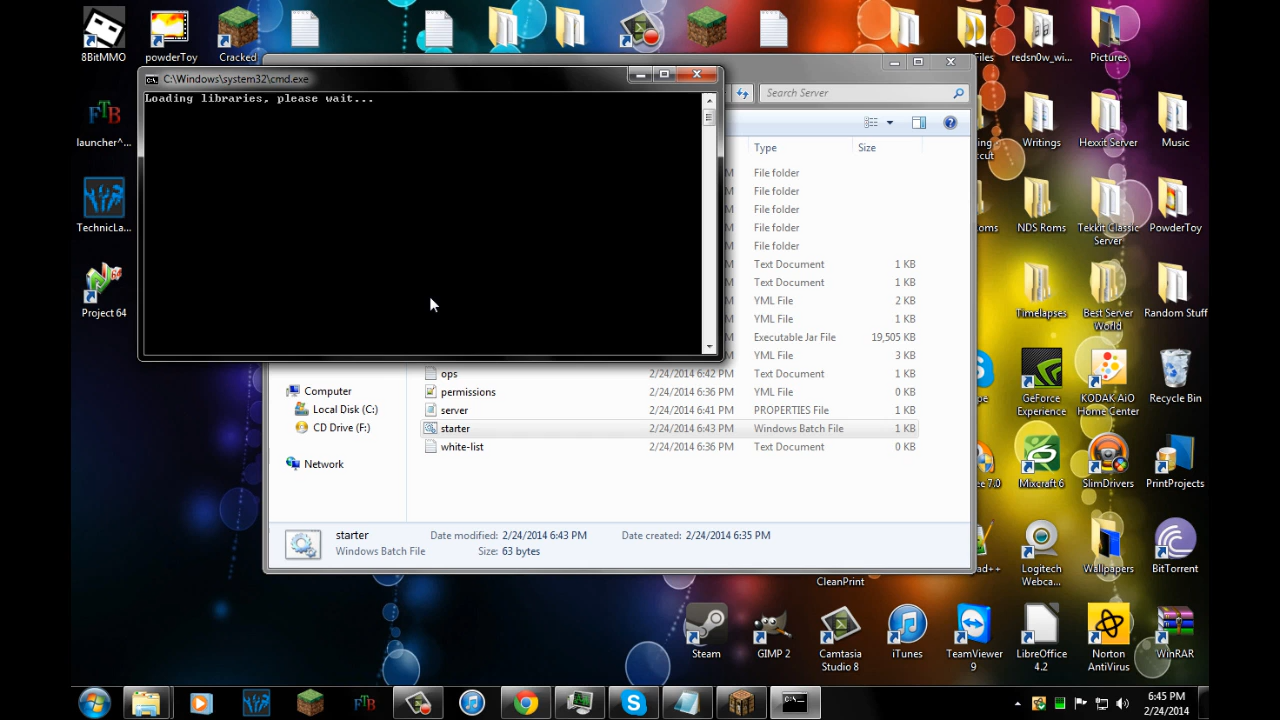 8BitMMO
powderToy
Cracked
Files
redsn0w_wi...
Pictures
C:\Windows\system32\cmd.exe
Loading libraries, please wait...
Search Server
launcher^...
Writings
Hexxit Server
Music
Type
Size
File folder
File folder
File folder
File folder
File folder
TechnicLa...
NDS Roms
Tekkit Classic Server
PowderToy
Text Document
1 KB
Text Document
1 KB
YML File
2 KB
YML File
1 KB
Executable Jar File
19,505 KB
YML File
3 KB
Project 64
Timelapses
Best Server World
Random Stuff
ops
2/24/2014 6:42 PM
Text Document
1 KB
Computer
permissions
2/24/2014 6:36 PM
YML File
0 KB
Local Disk (C:)
server
2/24/2014 6:41 PM
PROPERTIES File
1 KB
CD Drive (F:)
starter
2/24/2014 6:43 PM
Windows Batch File
1 KB
white-list
2/24/2014 6:36 PM
Text Document
0 KB
Network
GeForce Experience
KODAK AiO Home Center
Recycle Bin
7.0
Mixcraft 6
SlimDrivers
PrintProjects
starter
Date modified: 2/24/2014 6:43 PM
Date created: 2/24/2014 6:35 PM
Windows Batch File
Size: 63 bytes
CleanPrint
Logitech Webca...
Wallpapers
BitTorrent
Steam
GIMP 2
Camtasia Studio 8
iTunes
TeamViewer 9
LibreOffice 4.2
Norton AntiVirus
WinRAR
6:45 PM
2/24/2014